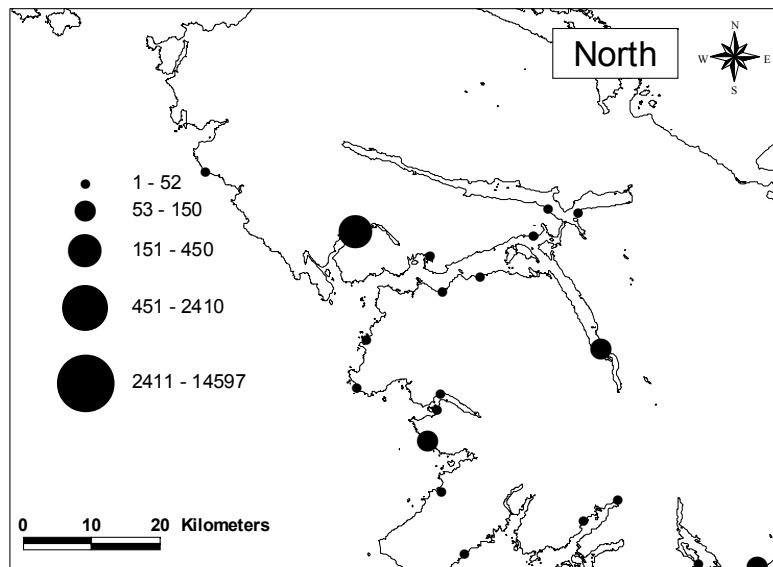 North
N
W E
S
1 - 52
53 - 150
151 - 450
451 - 2410
2411 - 14597
0 10 20 Kilometers